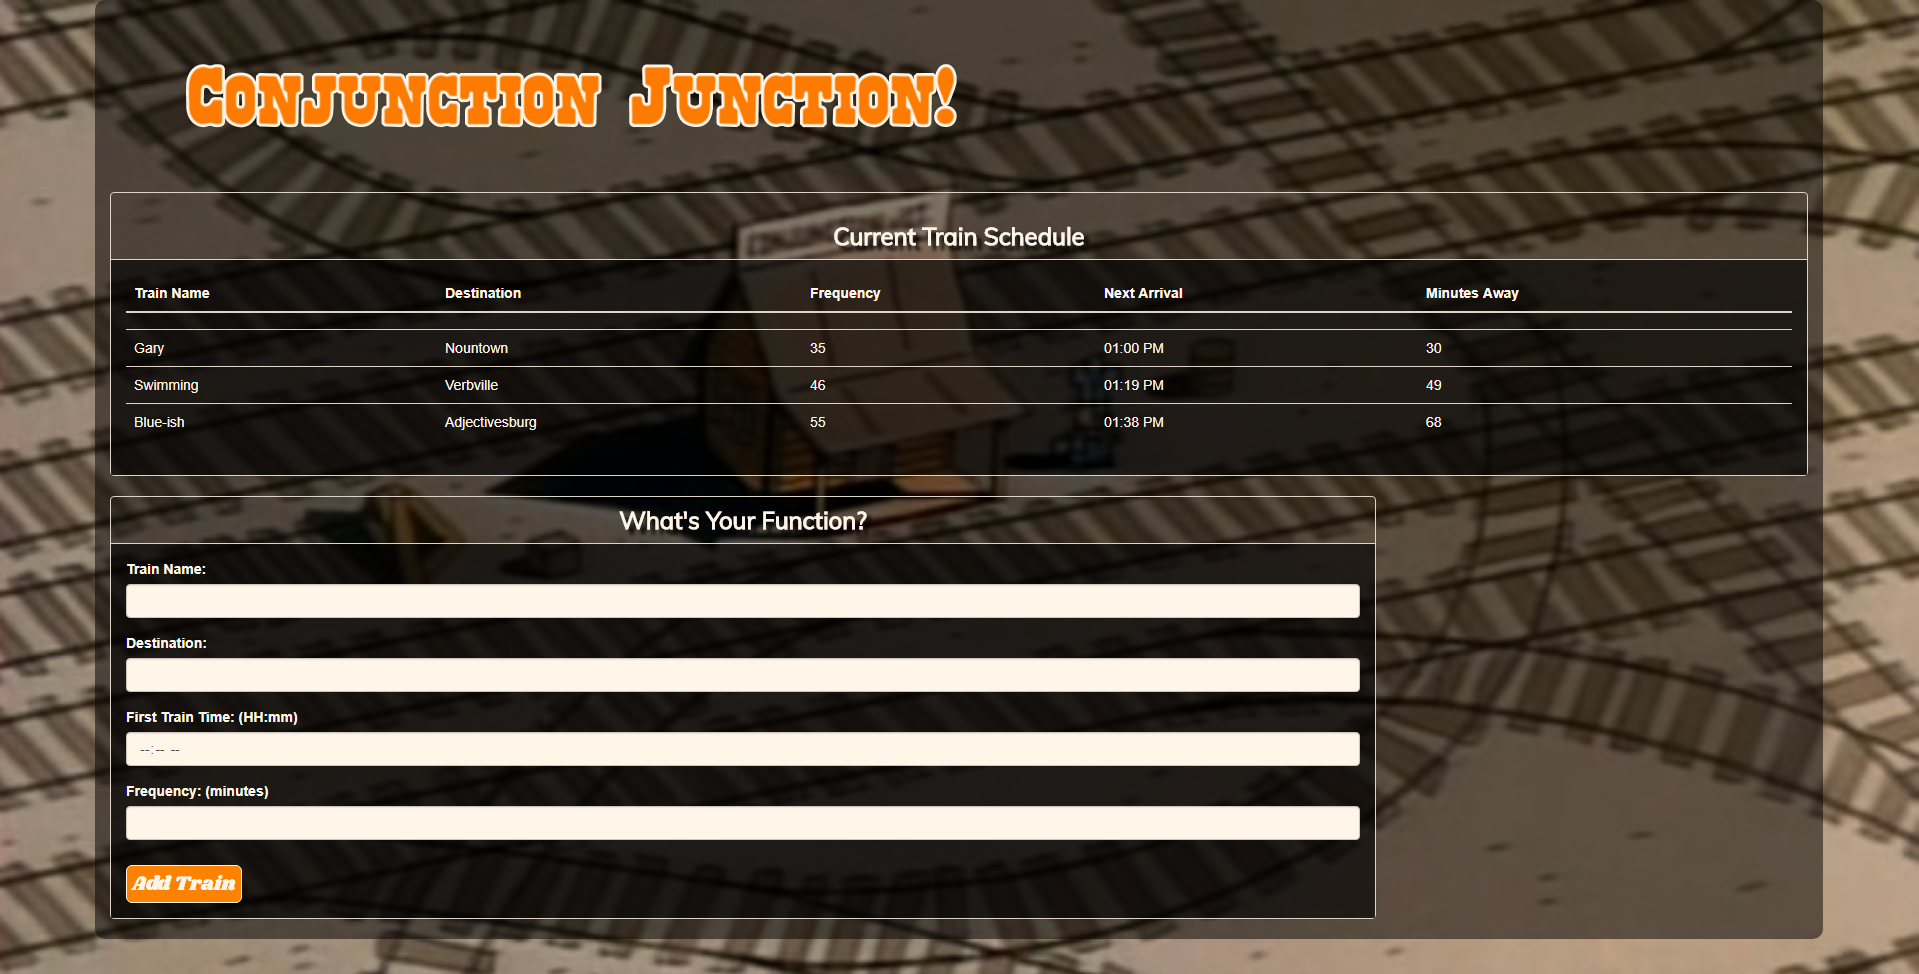 Conjunction Junction!
Current Train Schedule
Train Name Destination Frequency Next Arrival Minutes Away
Gary Nountown 35 01:00 PM 30
Swimming Verbville 46 01:19 PM 49
Blue-ish Adjectivesburg 55 01:38 PM 68
What's Your Function?
Train Name:
Destination:
First Train Time: (HH:mm)
--:-- --
Frequency: (minutes)
Add Train